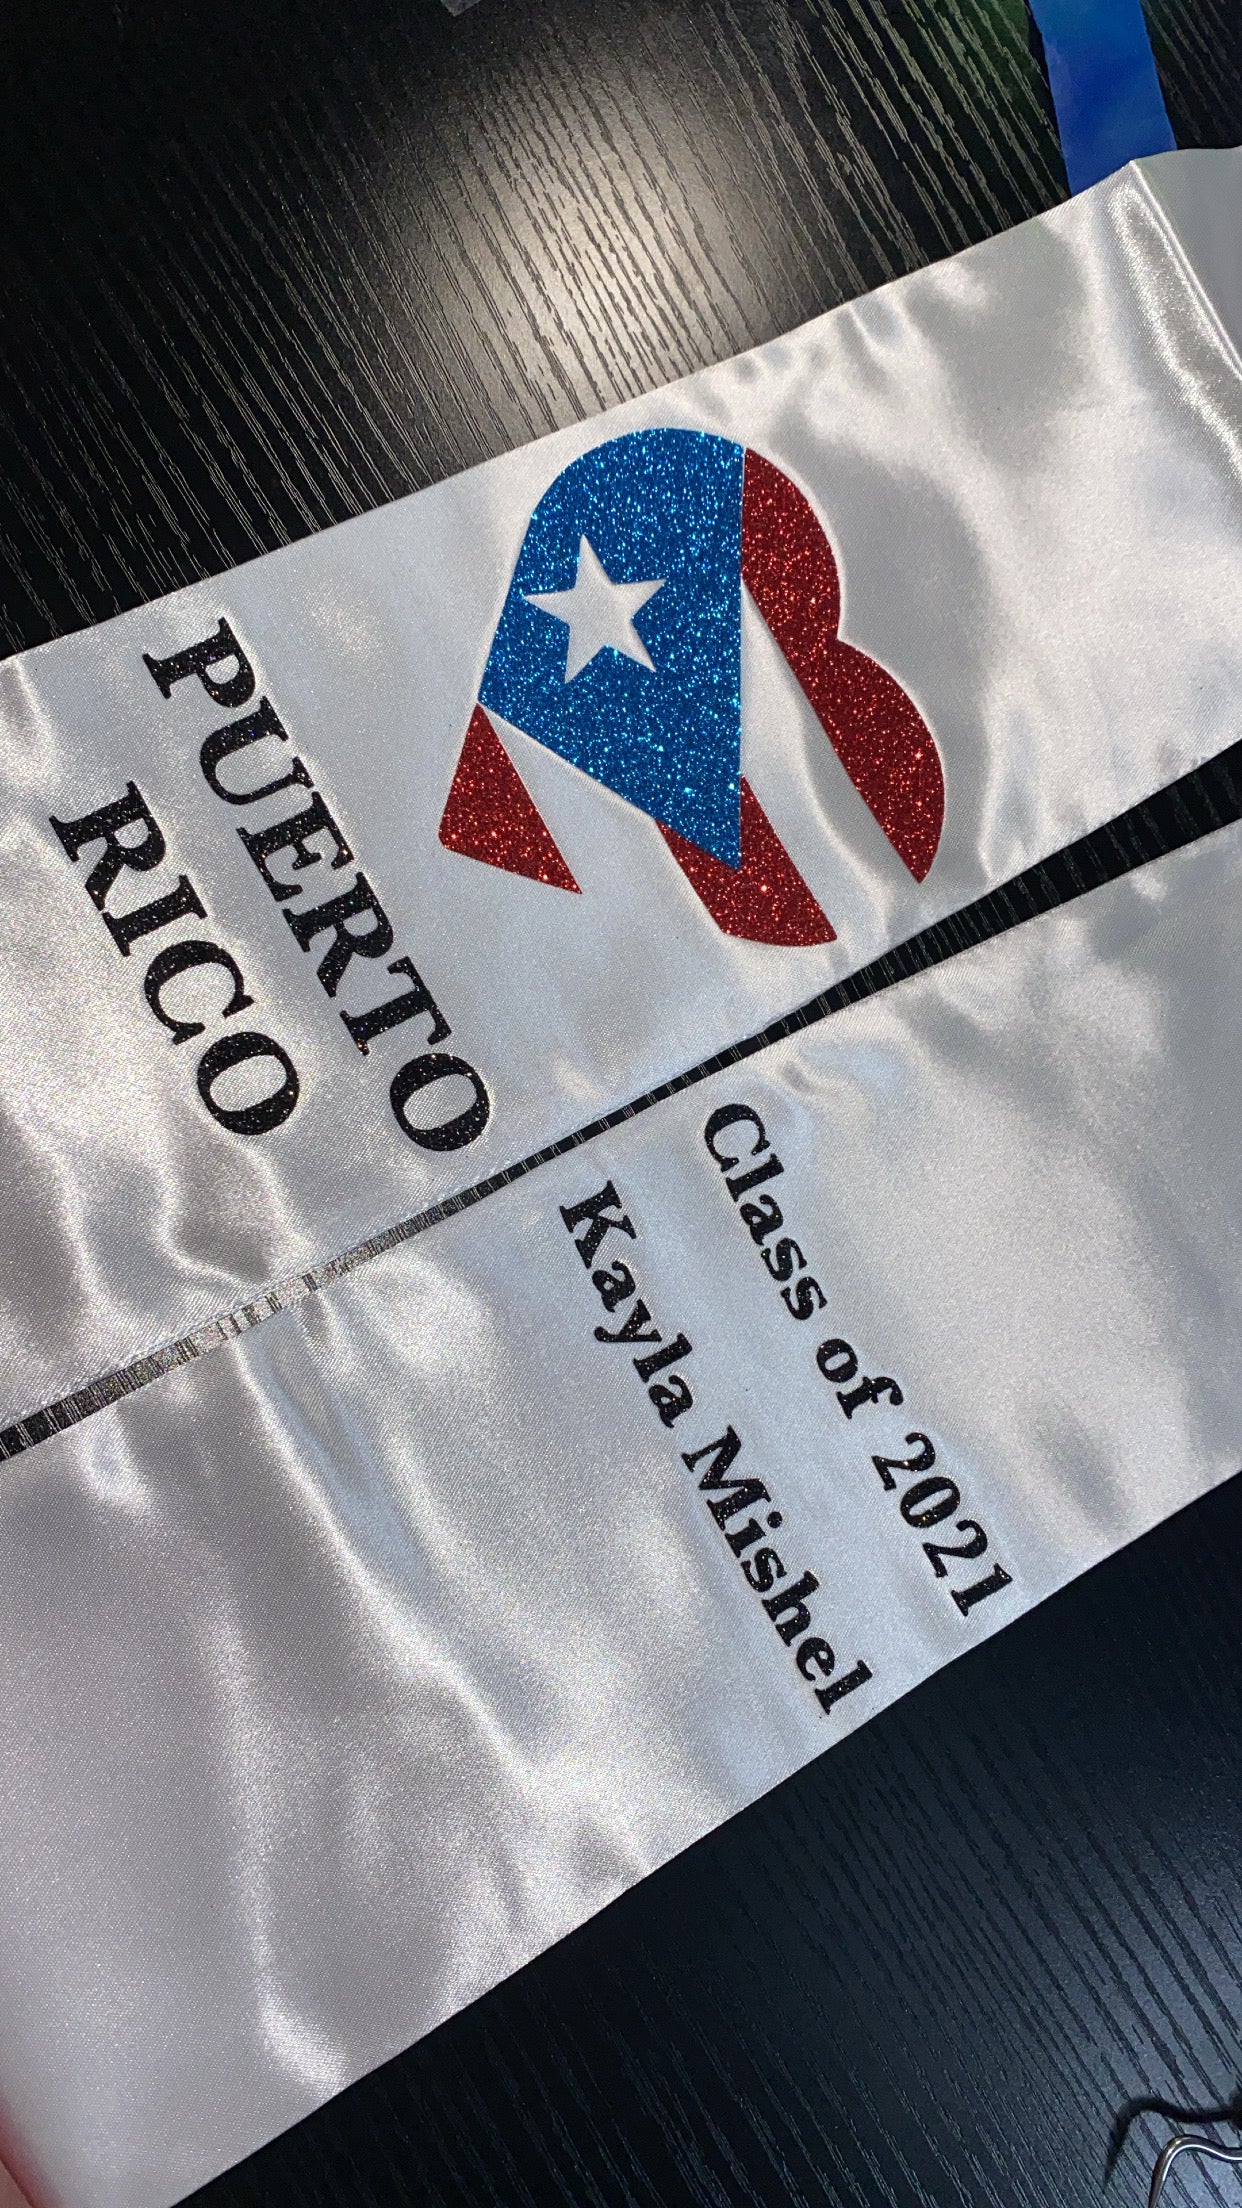 PUERTO
RICO
Class of 2021
Kayla Mishel